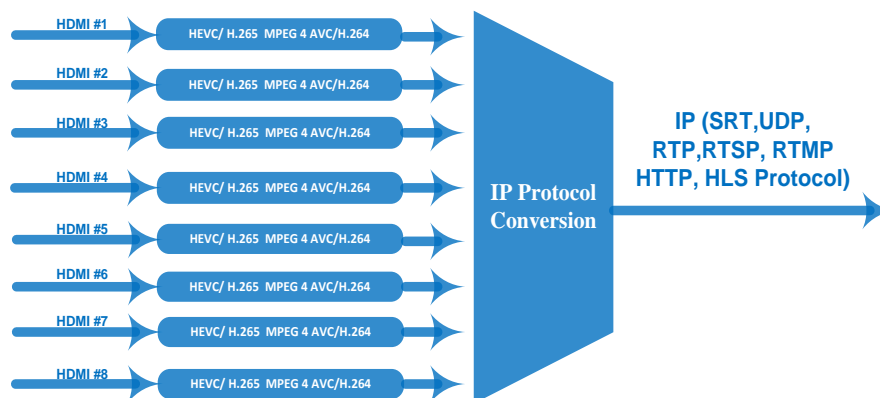 HDMI #1
HEVC/ H.265 MPEG 4 AVC/H.264
HDMI #2
HEVC/ H.265 MPEG 4 AVC/H.264
HDMI #3
HEVC/ H.265 MPEG 4 AVC/H.264
HDMI #4
HEVC/ H.265 MPEG 4 AVC/H.264
HDMI #5
HEVC/ H.265 MPEG 4 AVC/H.264
HDMI #6
HEVC/ H.265 MPEG 4 AVC/H.264
HDMI #7
HEVC/ H.265 MPEG 4 AVC/H.264
HDMI #8
HEVC/ H.265 MPEG 4 AVC/H.264
IP Protocol
Conversion
IP (SRT,UDP,
RTP,RTSP, RTMP
HTTP, HLS Protocol)